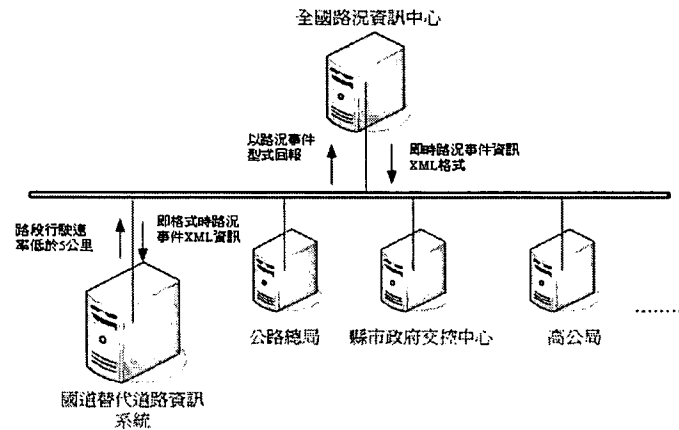 全國路況資訊中心
以路況事件
型式回報
即時路況事件資訊
XML格式
路段行駛速
率低於5公里
即格式時路況
事件XML資訊
公路總局
縣市政府交控中心
高公局
........
國道替代道路資訊
系統